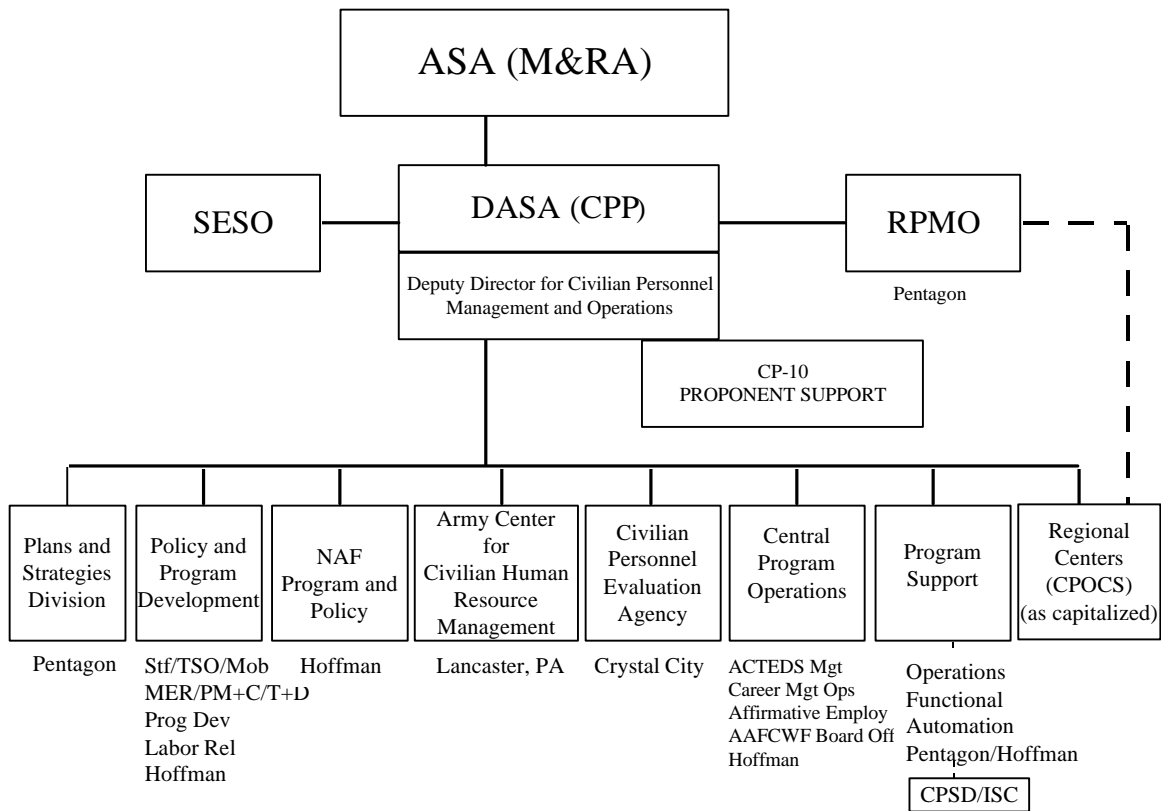 ASA (M&RA)
SESO
DASA (CPP)
RPMO
Deputy Director for Civilian Personnel
Management and Operations
Pentagon
CP-10
PROPONENT SUPPORT
Plans and
Strategies
Division
Pentagon
Policy and
Program
Development
Stf/TSO/Mob
MER/PM+C/T+D
Prog Dev
Labor Rel
Hoffman
NAF
Program and
Policy
Hoffman
Army Center
for
Civilian Human
Resource
Management
Lancaster, PA
Civilian
Personnel
Evaluation
Agency
Crystal City
Central
Program
Operations
ACTEDS Mgt
Career Mgt Ops
Affirmative Employ
AAFCWF Board Off
Hoffman
Program
Support
Operations
Functional
Automation
Pentagon/Hoffman
CPSD/ISC
Regional
Centers
(CPOCS)
(as capitalized)